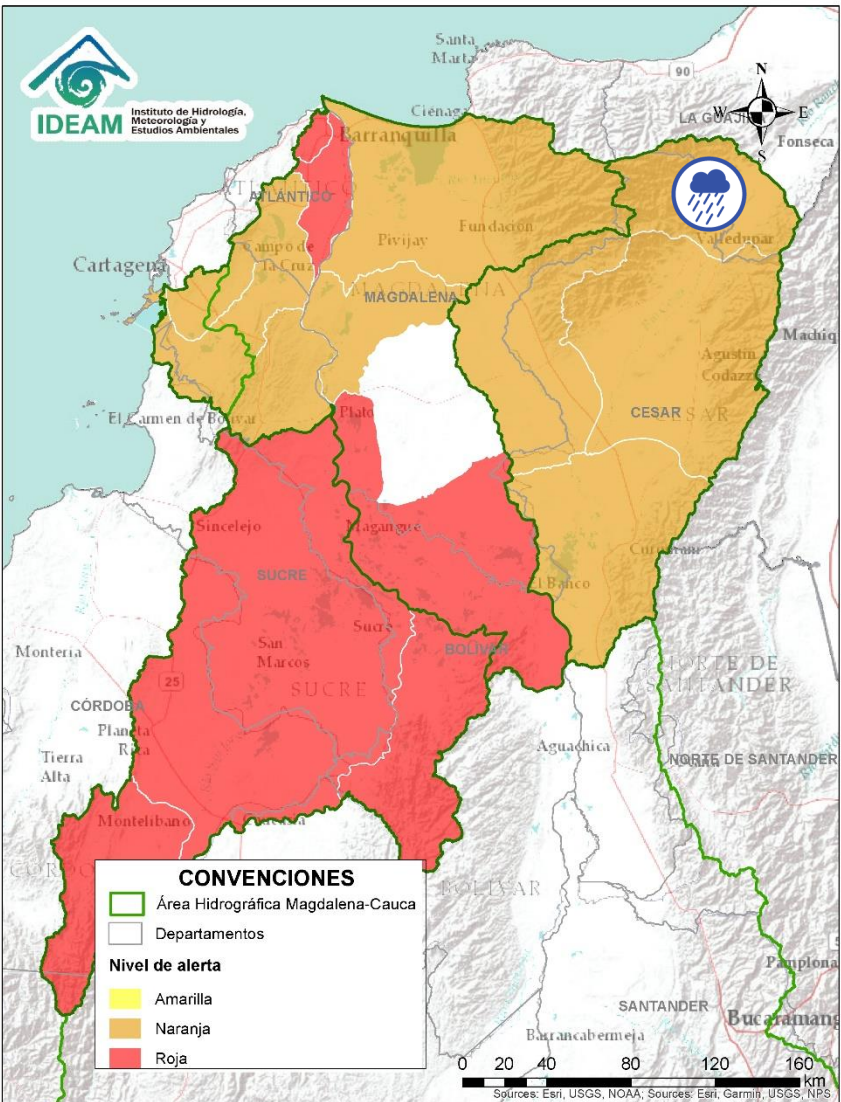 IDEAM
Instituto de Hidrología,
Meteorología y
Estudios Ambientales
Santa
Marta
90
N
W
E
S
LA GUAJI
Fonseca
Ciénaga
Barranquilla
ATLÁNTICO
Valledupar
Pivijay
Fundación
Campo de
la Cruz
Cartagena
MAGDALENA
Machiq
Agustín
Codazzi
El Carmen de Bolívar
Plato
CESAR
CESAR
Sincelejo
Magangué
Curumaní
SUCRE
El Banco
Sucre
Montería
San
Marcos
BOLÍVAR
NORTE DE
SANTANDER
25
SUCRE
CÓRDOBA
Planeta
Rica
Aguachica
NORTE DE SANTANDER
Tierra
Alta
Montelíbano
Caucasia
BOLÍVAR
CONVENCIONES
Área Hidrográfica Magdalena-Cauca
Departamentos
Nivel de alerta
Amarilla
Naranja
Roja
Pamplona
SANTANDER
Bucaramang
Barrancabermeja
0 20 40 80 120 160
km
Sources: Esri, USGS, NOAA; Sources: Esri, Garmin, USGS, NPS